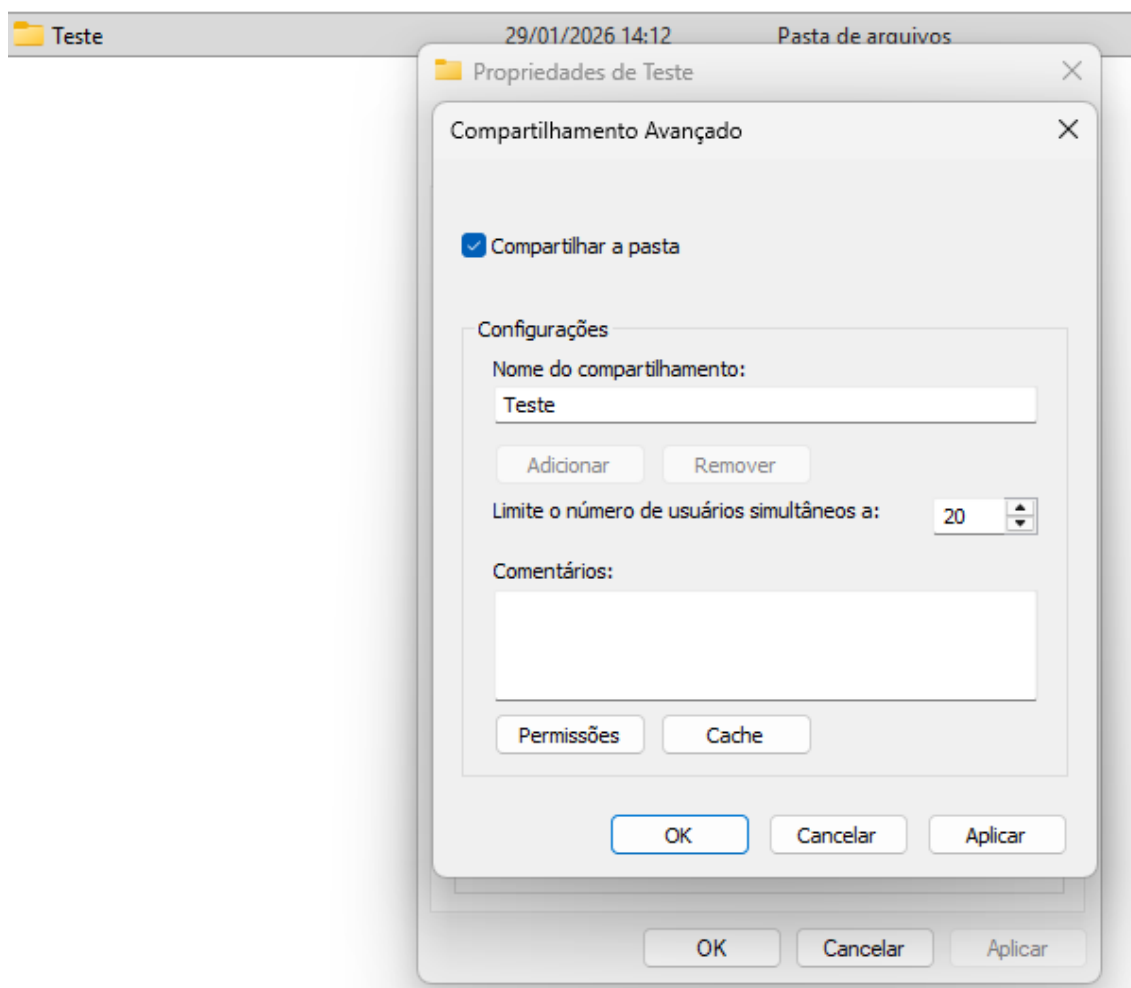 Teste 29/01/2026 14:12 Pasta de arquivos
Propriedades de Teste
Compartilhamento Avançado
Compartilhar a pasta
Configurações
Nome do compartilhamento:
Teste
Adicionar Remover
Limite o número de usuários simultâneos a: 20
Comentários:
Permissões Cache
OK Cancelar Aplicar
OK Cancelar Aplicar